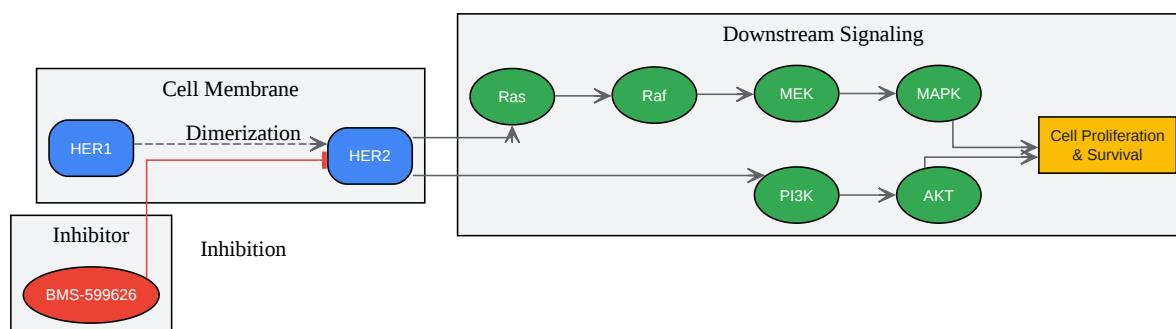 Downstream Signaling
Cell Membrane
Ras
Raf
MEK
MAPK
HER1
Dimerization
HER2
Cell Proliferation
& Survival
PI3K
AKT
Inhibitor
Inhibition
BMS-599626